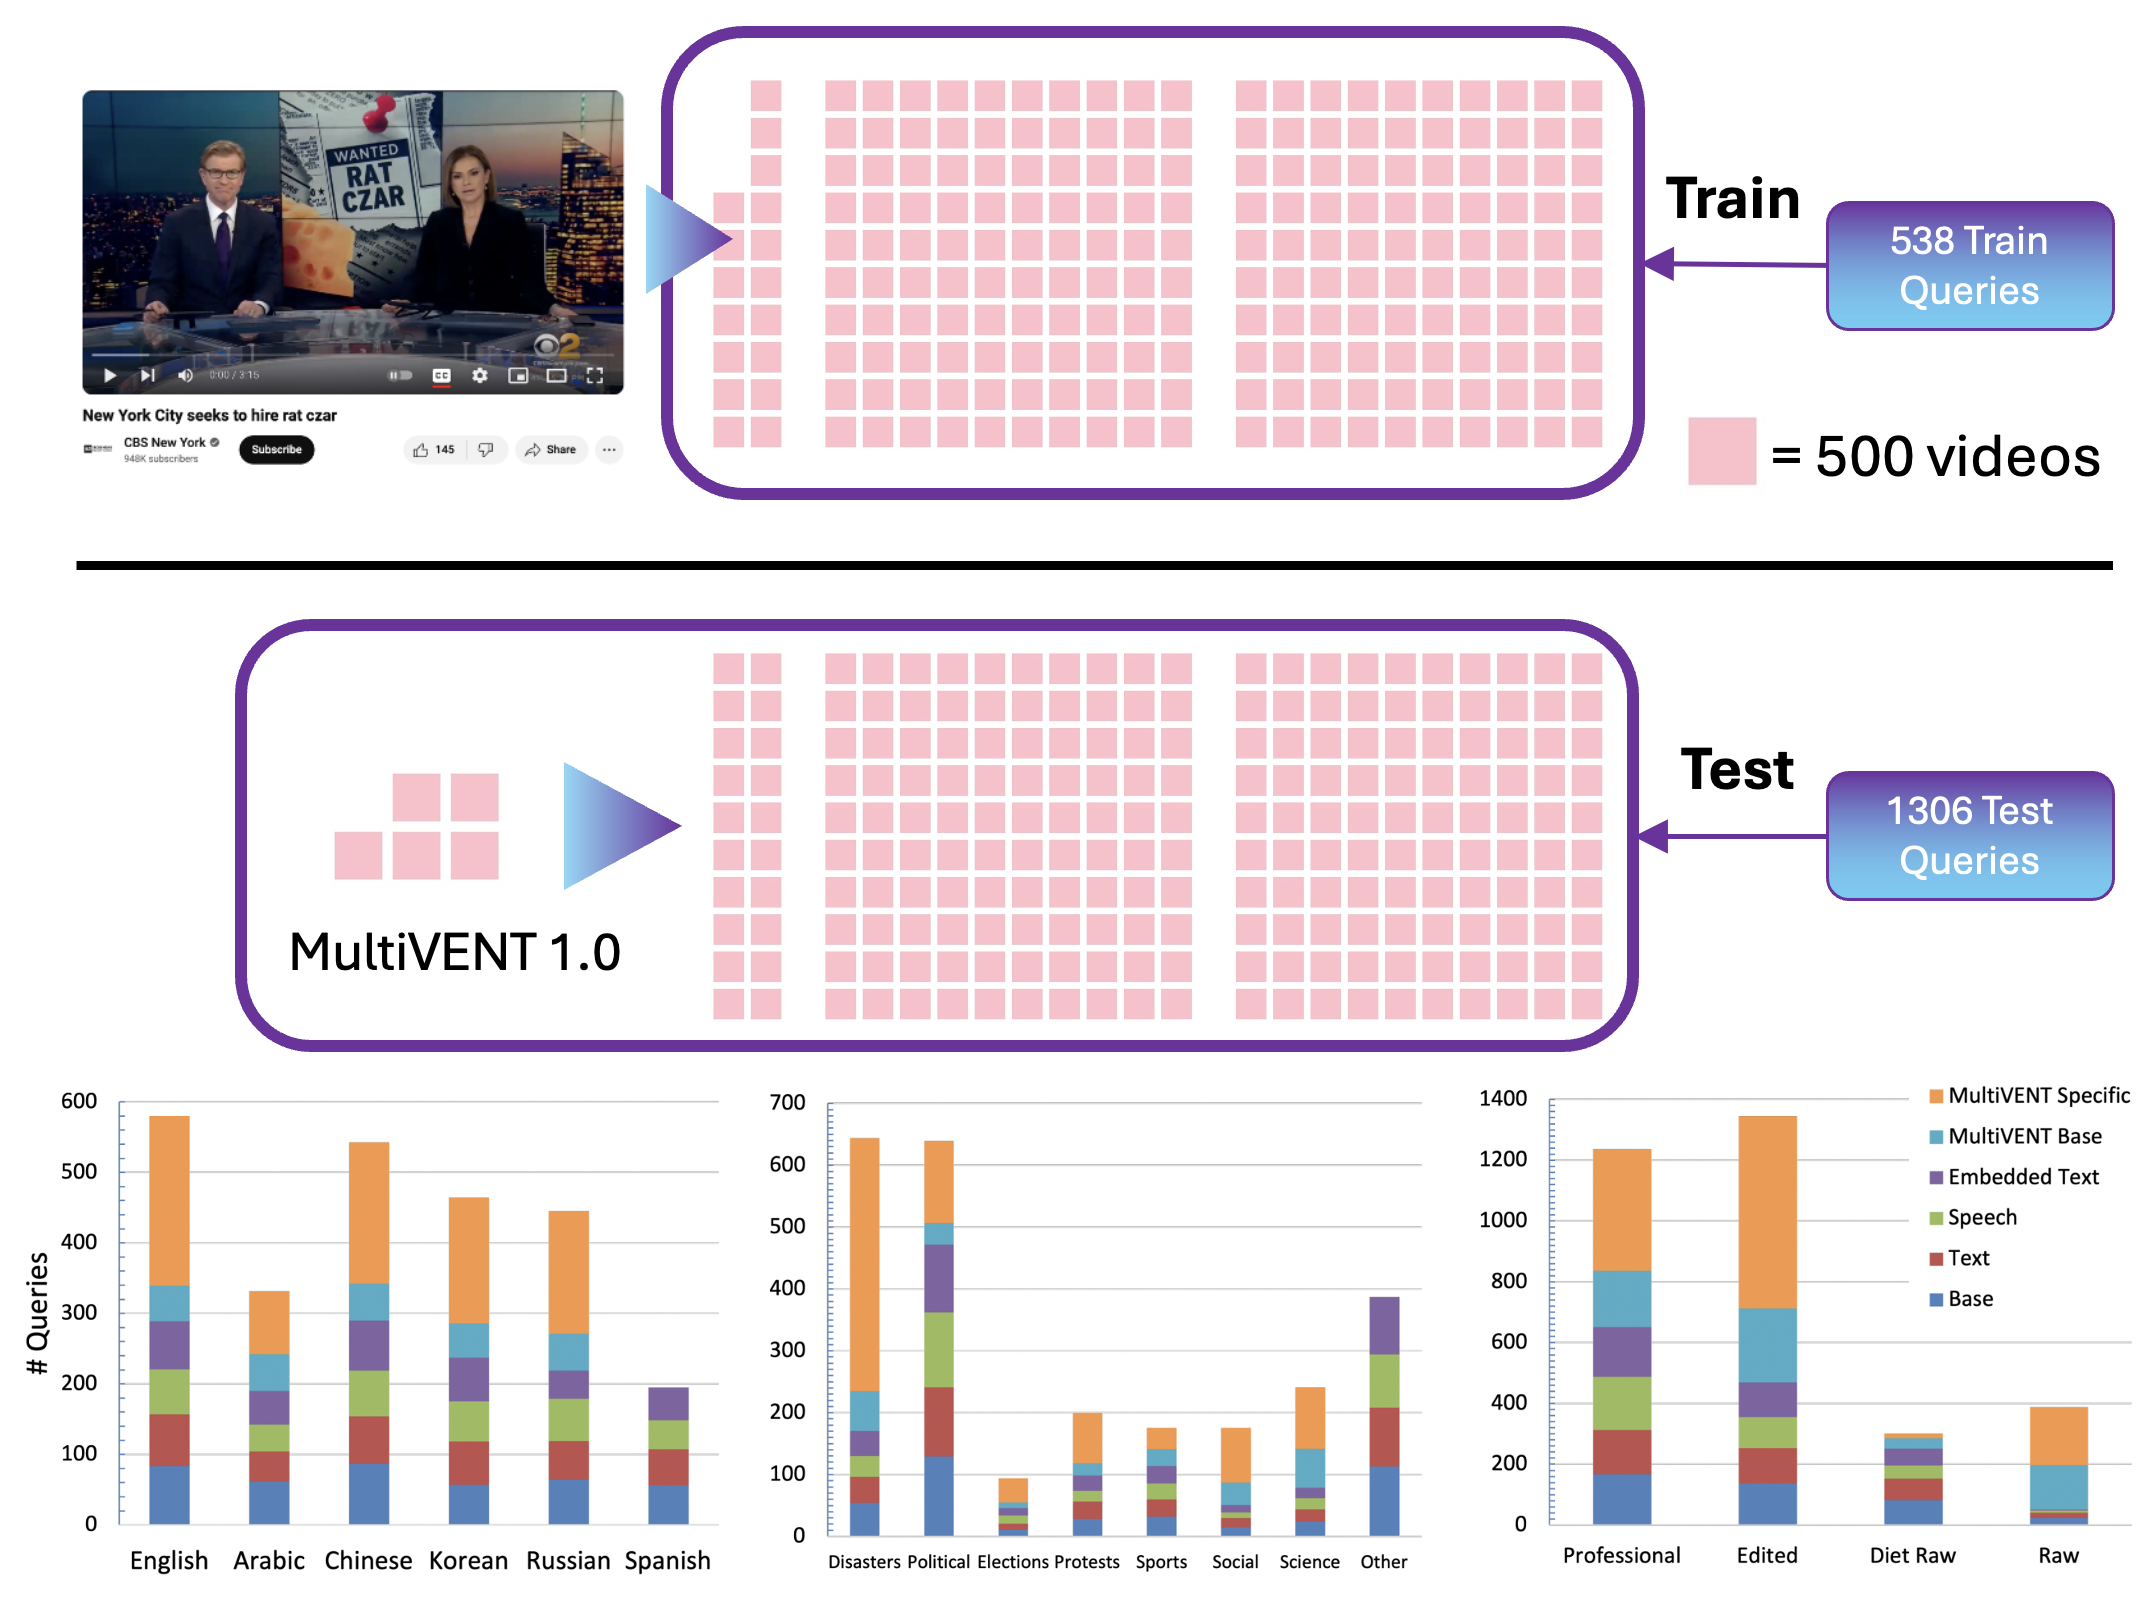 WANTED
RAT
CZAR
2
0:00 / 3:15
CC
New York City seeks to hire rat czar
CBS New York
948K subscribers
Subscribe
145
Share
Train
538 Train
Queries
= 500 videos
MultiVENT 1.0
Test
1306 Test
Queries
# Queries
600
500
400
300
200
100
0
English
Arabic
Chinese
Korean
Russian
Spanish
700
600
500
400
300
200
100
0
Disasters
Political
Elections
Protests
Sports
Social
Science
Other
1400
1200
1000
800
600
400
200
0
Professional
Edited
Diet Raw
Raw
MultiVENT Specific
MultiVENT Base
Embedded Text
Speech
Text
Base